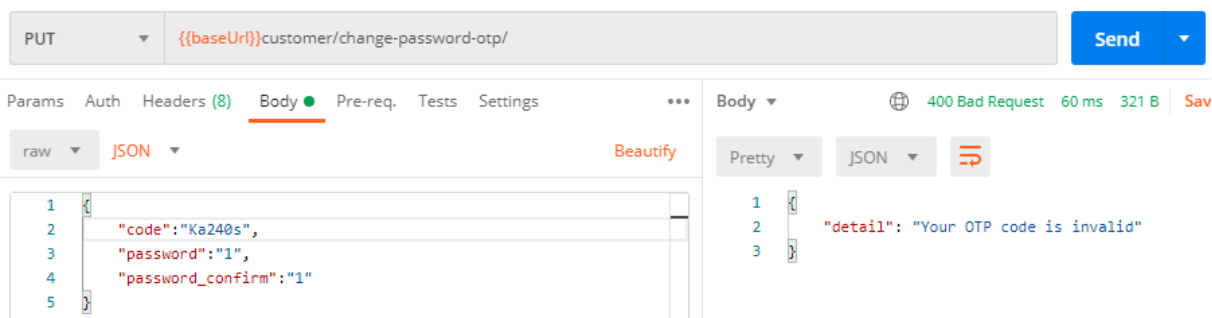 PUT
{{baseUrl}}customer/change-password-otp/
Send
Params Auth Headers (8) Body Pre-req. Tests Settings
Body 400 Bad Request 60 ms 321 B Sav
raw JSON Beautify
Pretty JSON
1 {
2 "code":"Ka240s",
3 "password":"1",
4 "password_confirm":"1"
5 }
1 {
2 "detail": "Your OTP code is invalid"
3 }